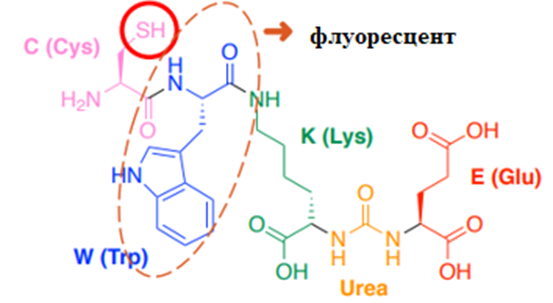 SH
C (Cys)
O
флуоресцент
H
N
H₂N
NH
O
O
OH
K (Lys)
HN
O
E (Glu)
W (Trp)
O
O
N
H
N
H
O
OH
OH
Urea